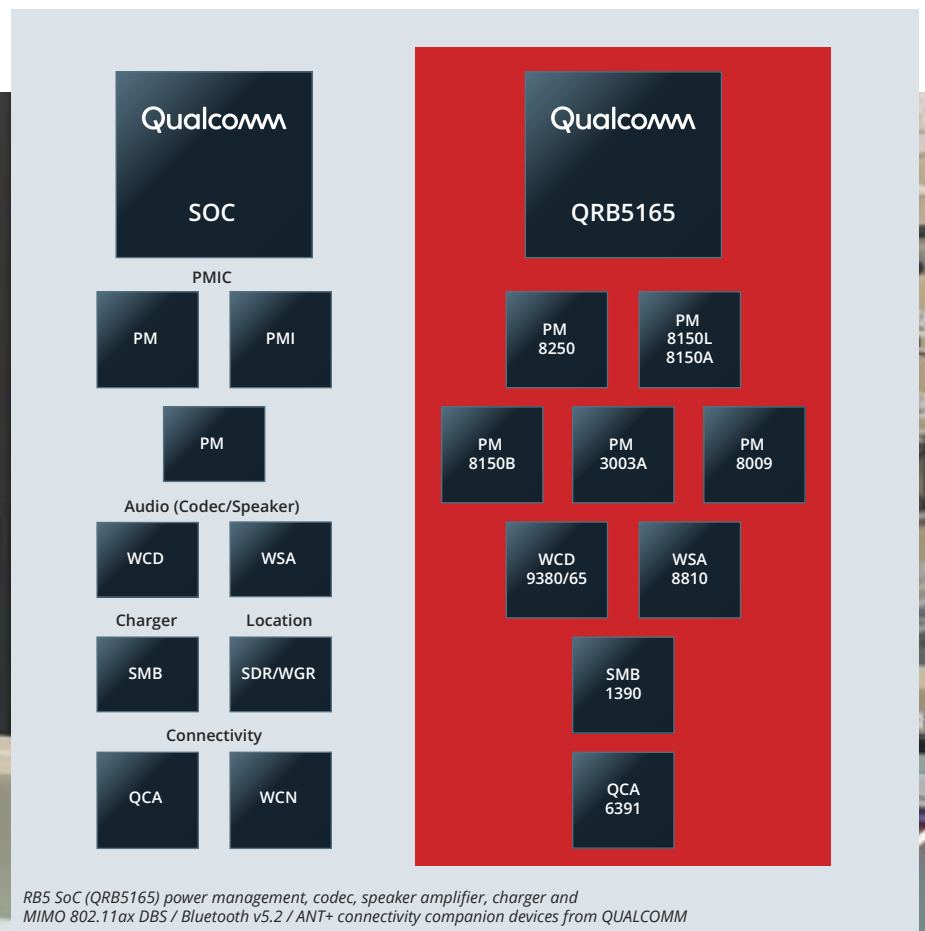 Qualcomm
SOC
PMIC
PM
PMI
PM
Audio (Codec/Speaker)
WCD
WSA
Charger
Location
SMB
SDR/WGR
Connectivity
QCA
WCN
Qualcomm
QRB5165
PM
8250
PM
8150L
8150A
PM
8150B
PM
3003A
PM
8009
WCD
9380/65
WSA
8810
SMB
1390
QCA
6391
RB5 SoC (QRB5165) power management, codec, speaker amplifier, charger and
MIMO 802.11ax DBS / Bluetooth v5.2 / ANT+ connectivity companion devices from QUALCOMM